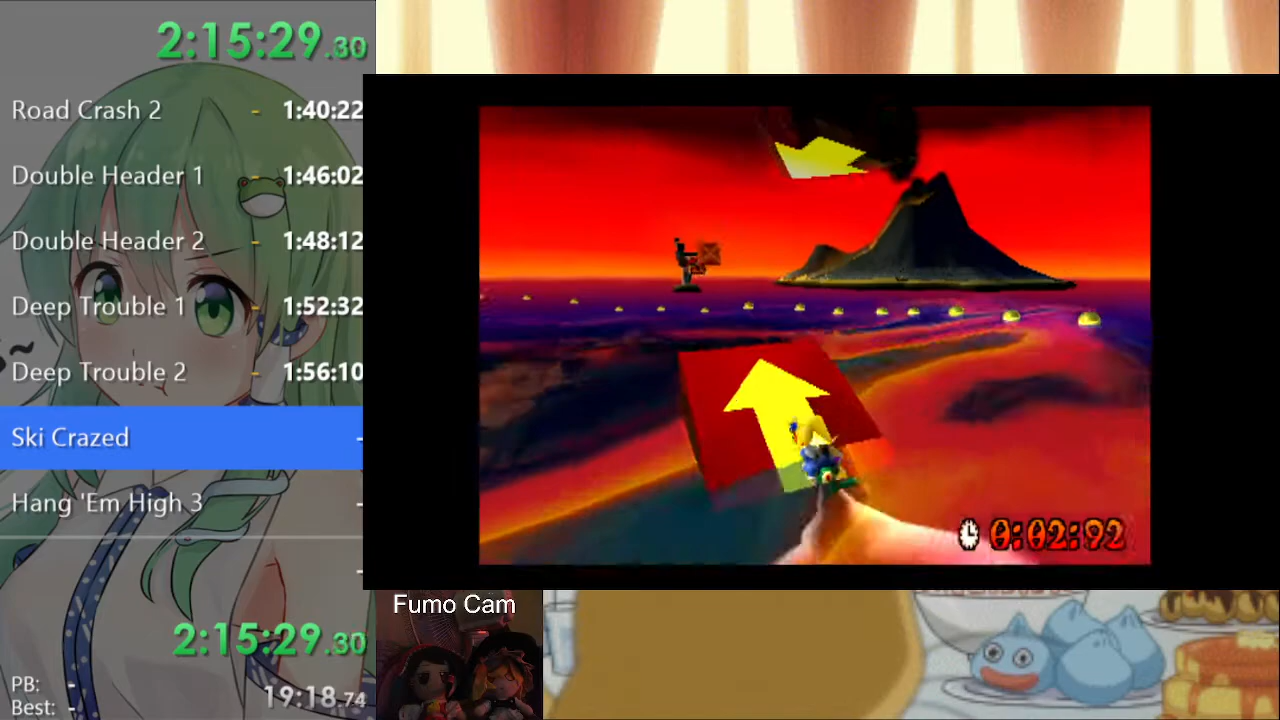 2:15:29.30
Road Crash 2 - 1:40:22
Double Header 1 - 1:46:02
Double Header 2 - 1:48:12
Deep Trouble 1 - 1:52:32
Deep Trouble 2 - 1:56:10
Ski Crazed -
Hang 'Em High 3 -
-
2:15:29.30
PB: -
Best: -
19:18.74
0:02:92
Fumo Cam